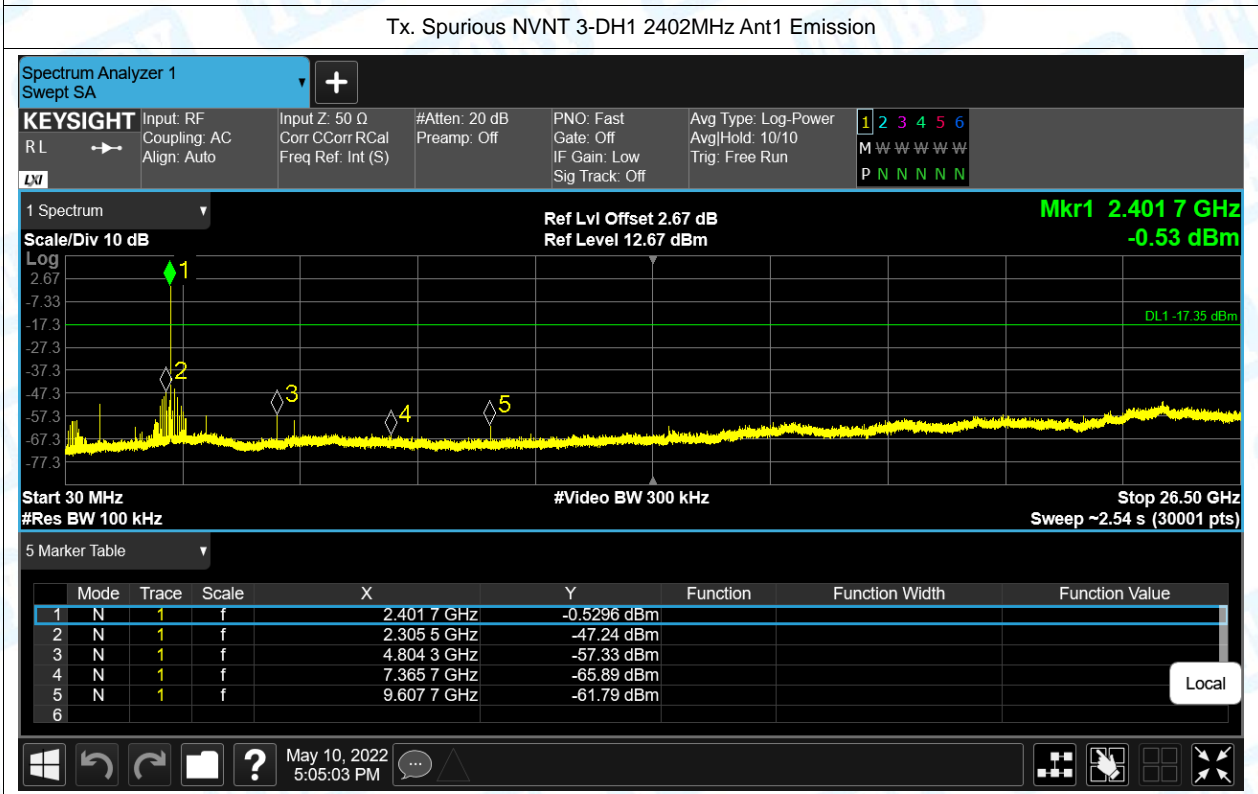 Tx. Spurious NVNT 3-DH1 2402MHz Ant1 Emission
Spectrum Analyzer 1
Swept SA
KEYSIGHT
R L
LXI
Input: RF
Coupling: AC
Align: Auto
Input Z: 50 Ω
Corr CCorr RCal
Freq Ref: Int (S)
#Atten: 20 dB
Preamp: Off
PNO: Fast
Gate: Off
IF Gain: Low
Sig Track: Off
Avg Type: Log-Power
Avg|Hold: 10/10
Trig: Free Run
1 2 3 4 5 6
M W W W W W W
P N N N N N
1 Spectrum
Scale/Div 10 dB
Ref Lvl Offset 2.67 dB
Ref Level 12.67 dBm
Mkr1 2.401 7 GHz
-0.53 dBm
Log
2.67
-7.33
-17.3
-27.3
-37.3
-47.3
-57.3
-67.3
-77.3
1
2
3
4
5
DL1 -17.35 dBm
Start 30 MHz
#Video BW 300 kHz
Stop 26.50 GHz
#Res BW 100 kHz
Sweep ~2.54 s (30001 pts)
5 Marker Table
Mode Trace Scale X Y Function Function Width Function Value
1 N 1 f 2.401 7 GHz -0.5296 dBm
2 N 1 f 2.305 5 GHz -47.24 dBm
3 N 1 f 4.804 3 GHz -57.33 dBm
4 N 1 f 7.365 7 GHz -65.89 dBm
5 N 1 f 9.607 7 GHz -61.79 dBm
6
Local
May 10, 2022
5:05:03 PM